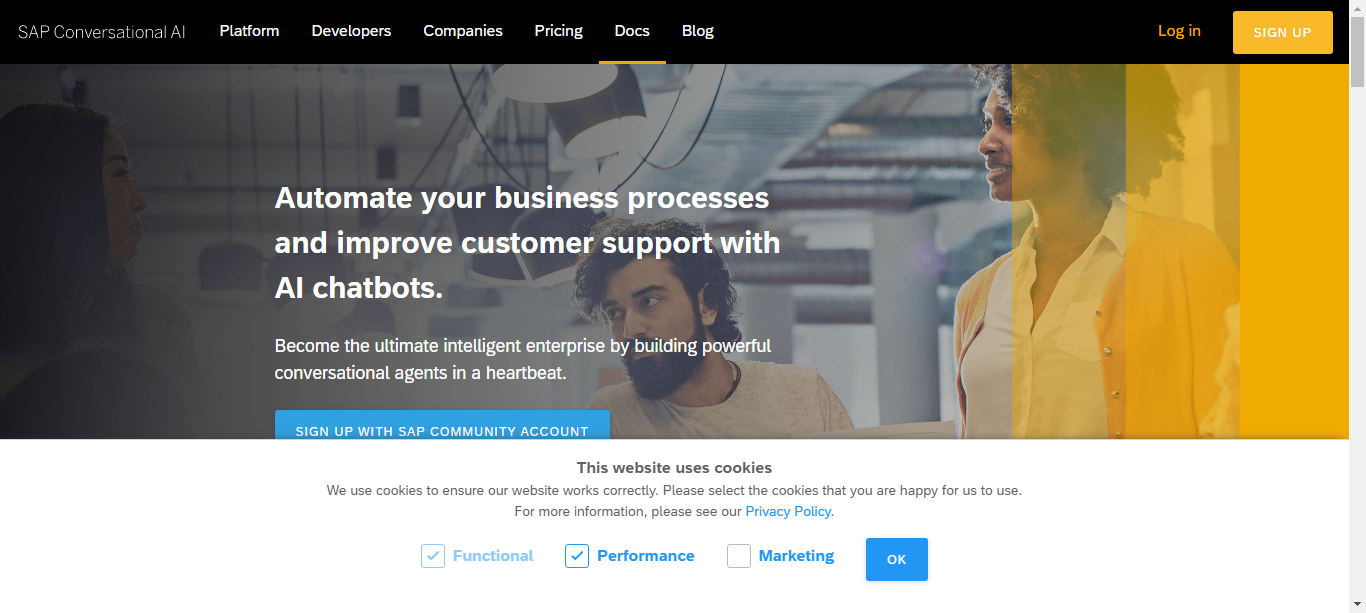 SAP Conversational AI
Platform
Developers
Companies
Pricing
Docs
Blog
Log in
SIGN UP
Automate your business processes
and improve customer support with
AI chatbots.
Become the ultimate intelligent enterprise by building powerful
conversational agents in a heartbeat.
SIGN UP WITH SAP COMMUNITY ACCOUNT
This website uses cookies
We use cookies to ensure our website works correctly. Please select the cookies that you are happy for us to use.
For more information, please see our Privacy Policy.
Functional
Performance
Marketing
OK